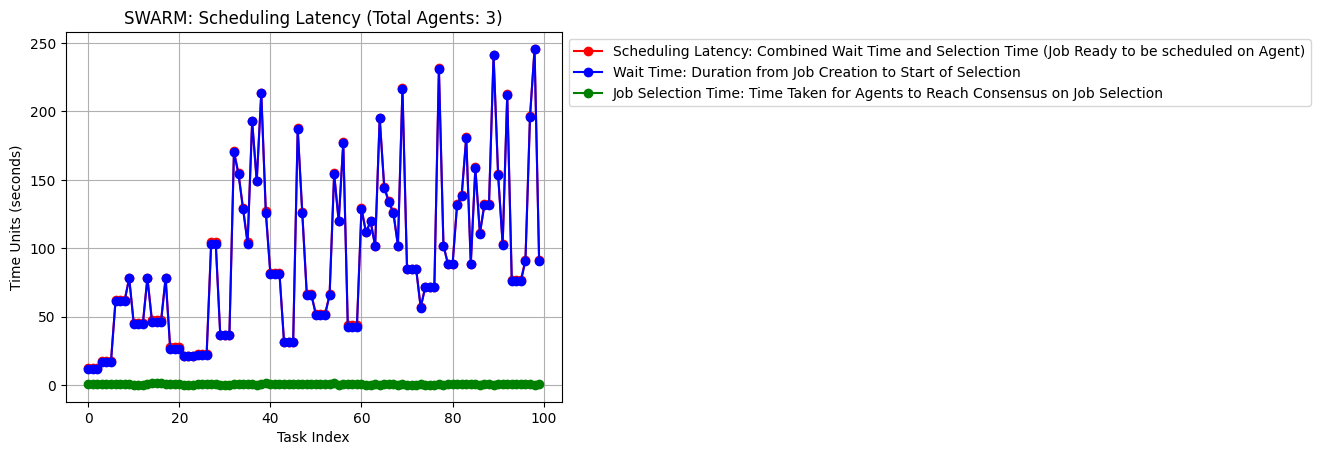 SWARM: Scheduling Latency (Total Agents: 3)
Scheduling Latency: Combined Wait Time and Selection Time (Job Ready to be scheduled on Agent)
Wait Time: Duration from Job Creation to Start of Selection
Job Selection Time: Time Taken for Agents to Reach Consensus on Job Selection
Time Units (seconds)
250
200
150
100
50
0
0 20 40 60 80 100
Task Index